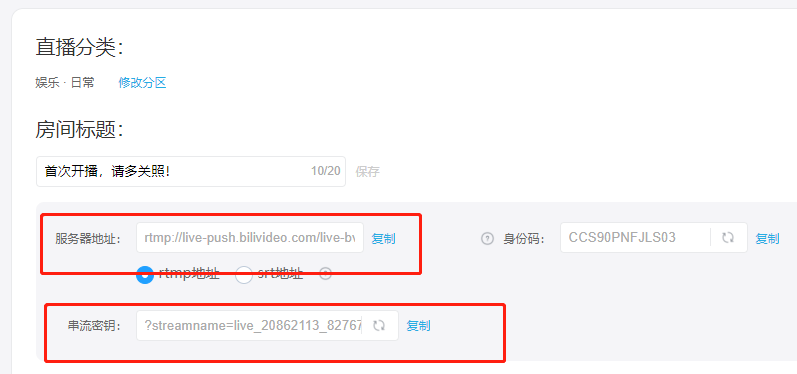 直播分类：
娱乐 · 日常 修改分区
房间标题：
首次开播，请多关照！ 10/20 保存
服务器地址： rtmp://live-push.bilivideo.com/live-bv 复制 ? 身份码： CCS90PNFJLS03 复制
rtmp地址 srt地址
串流密钥： ?streamname=live_20862113_82767 复制